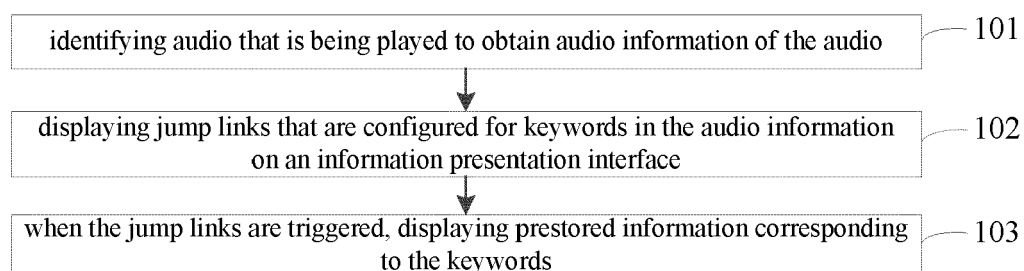 identifying audio that is being played to obtain audio information of the audio
101
displaying jump links that are configured for keywords in the audio information
on an information presentation interface
102
when the jump links are triggered, displaying prestored information corresponding
to the keywords
103